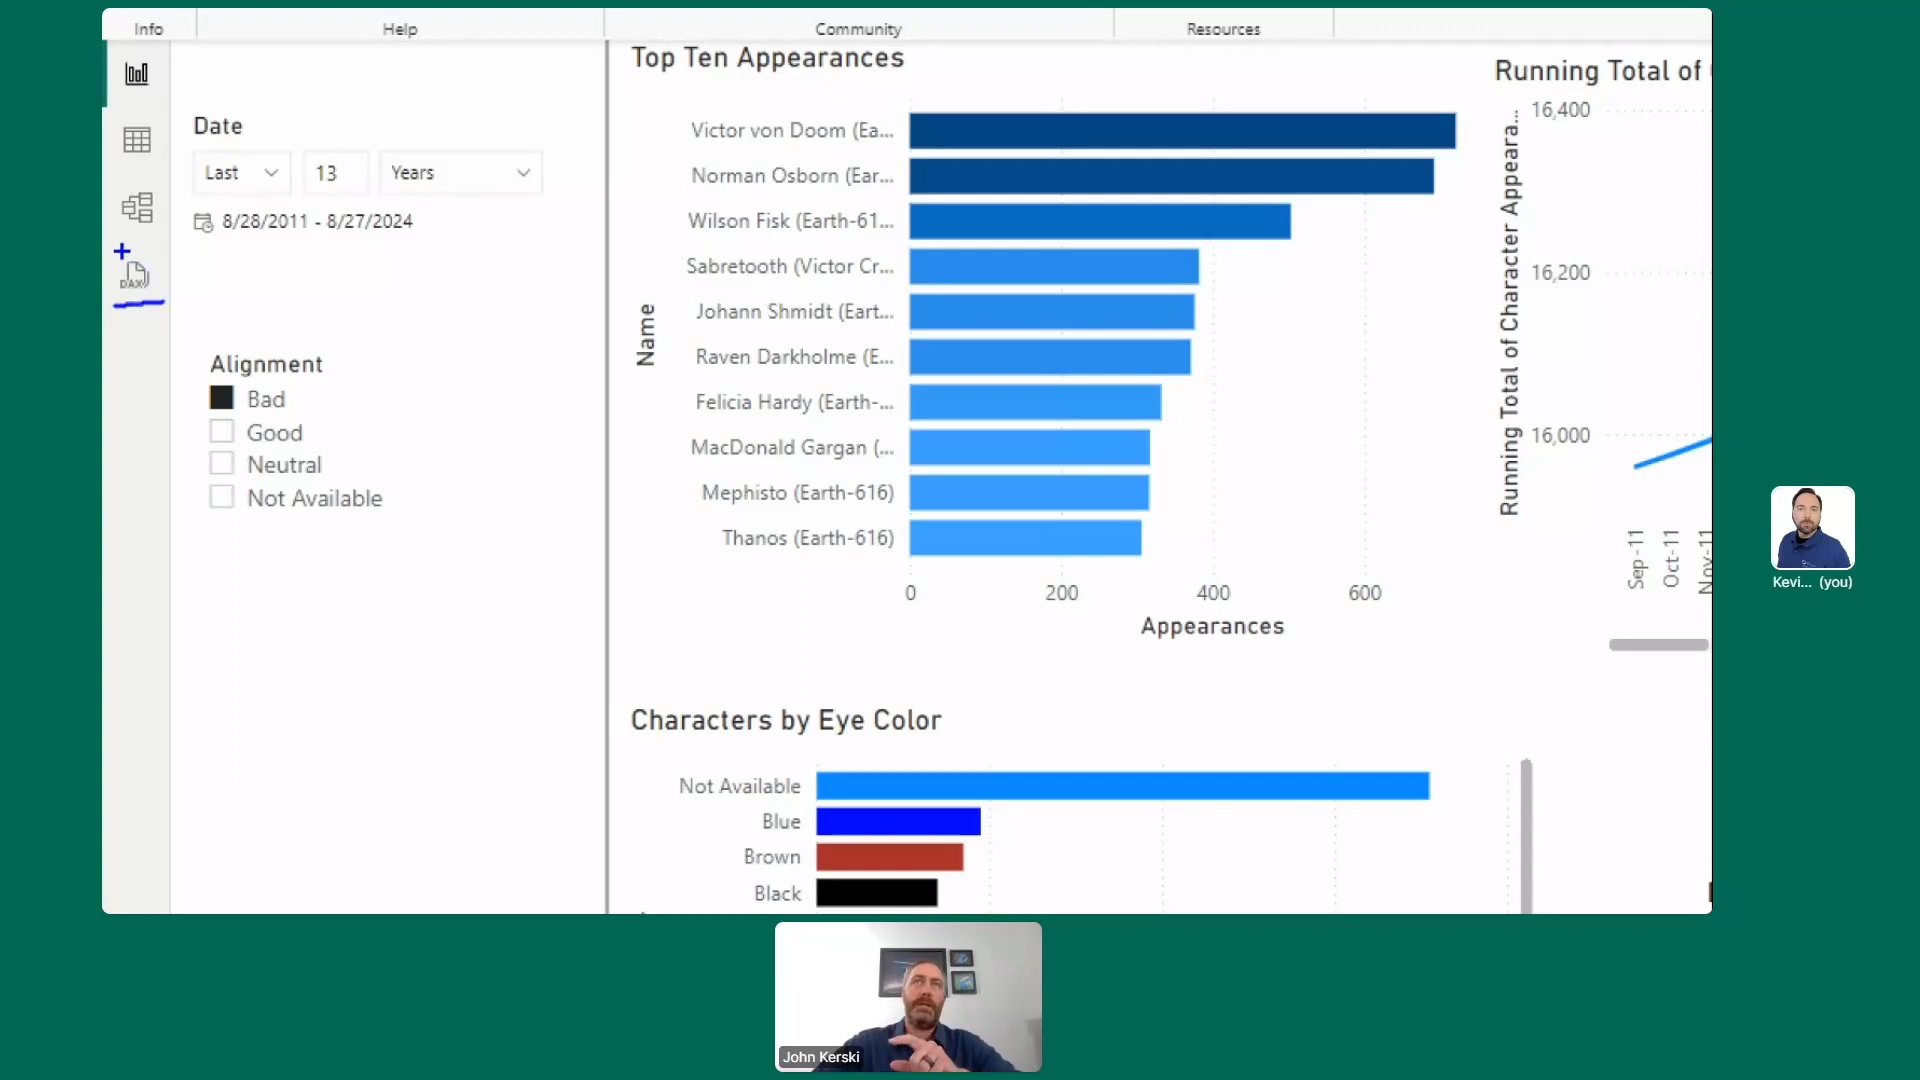 Info Help Community Resources
Date
Last 13 Years
8/28/2011 - 8/27/2024
DAX
Alignment
Bad
Good
Neutral
Not Available
Top Ten Appearances
Name
Victor von Doom (Ea...
Norman Osborn (Ear...
Wilson Fisk (Earth-61...
Sabretooth (Victor Cr...
Johann Shmidt (Eart...
Raven Darkholme (E...
Felicia Hardy (Earth-...
MacDonald Gargan (...
Mephisto (Earth-616)
Thanos (Earth-616)
0 200 400 600
Appearances
Running Total of
Running Total of Character Appeara...
16,400
16,200
16,000
Sep-11
Oct-11
Nov-11
Characters by Eye Color
Not Available
Blue
Brown
Black
Kevi... (you)
John Kerski